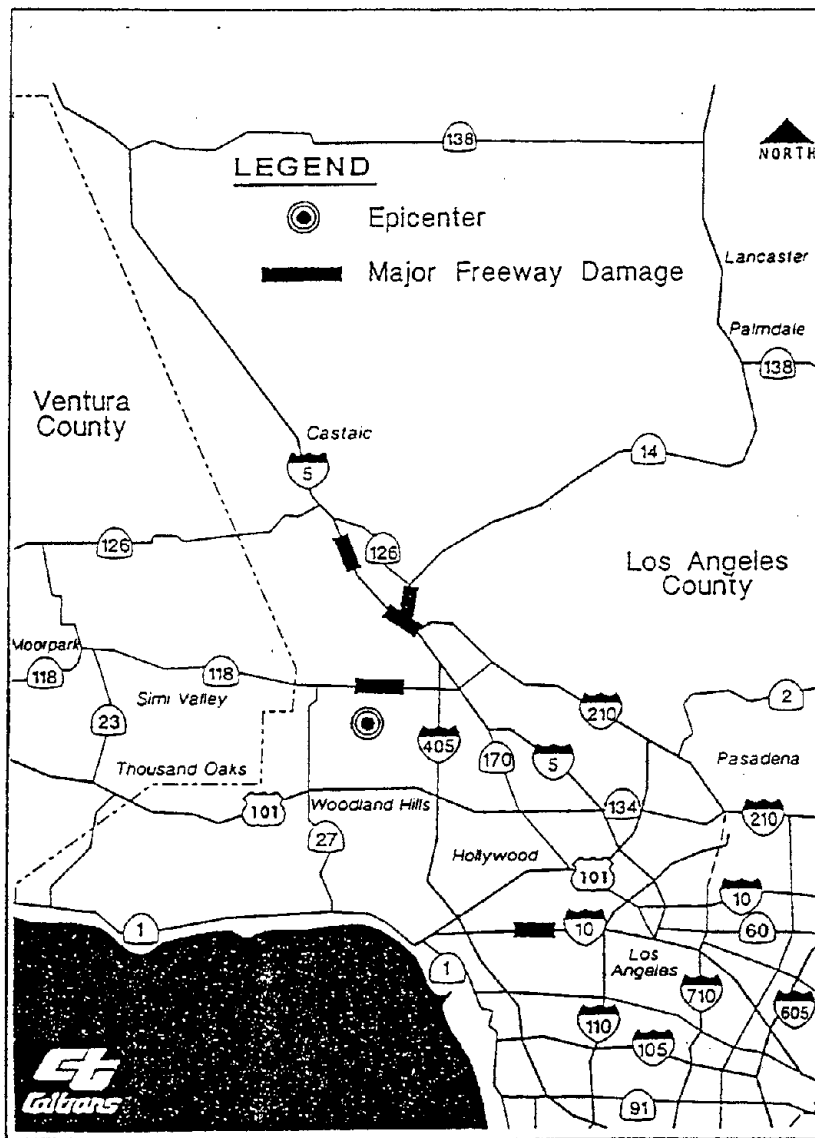 138
LEGEND
NORTH
Epicenter
Lancaster
Major Freeway Damage
Palmdale
138
Ventura
County
Castaic
14
5
126
126
Los Angeles
County
Moorpark
118
118
Simi Valley
23
2
210
405
170
5
Pasadena
Thousand Oaks
101
Woodland Hills
134
210
27
Hollywood
101
10
1
10
60
Los
Angeles
1
710
605
110
105
91
Caltrans